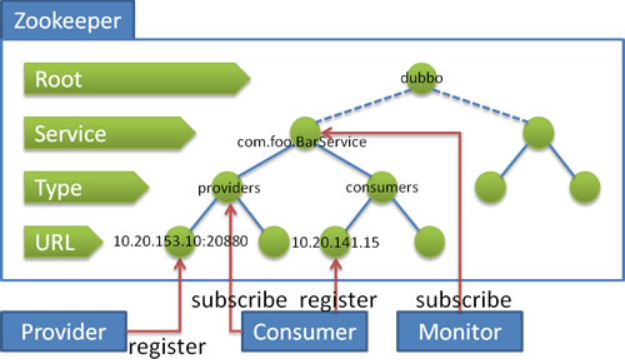 Zookeeper
Root
dubbo
Service
com.foo.BarService
Type
providers
consumers
URL
10.20.153.10:20880
10.20.141.15
subscribe
register
subscribe
Provider
Consumer
Monitor
register